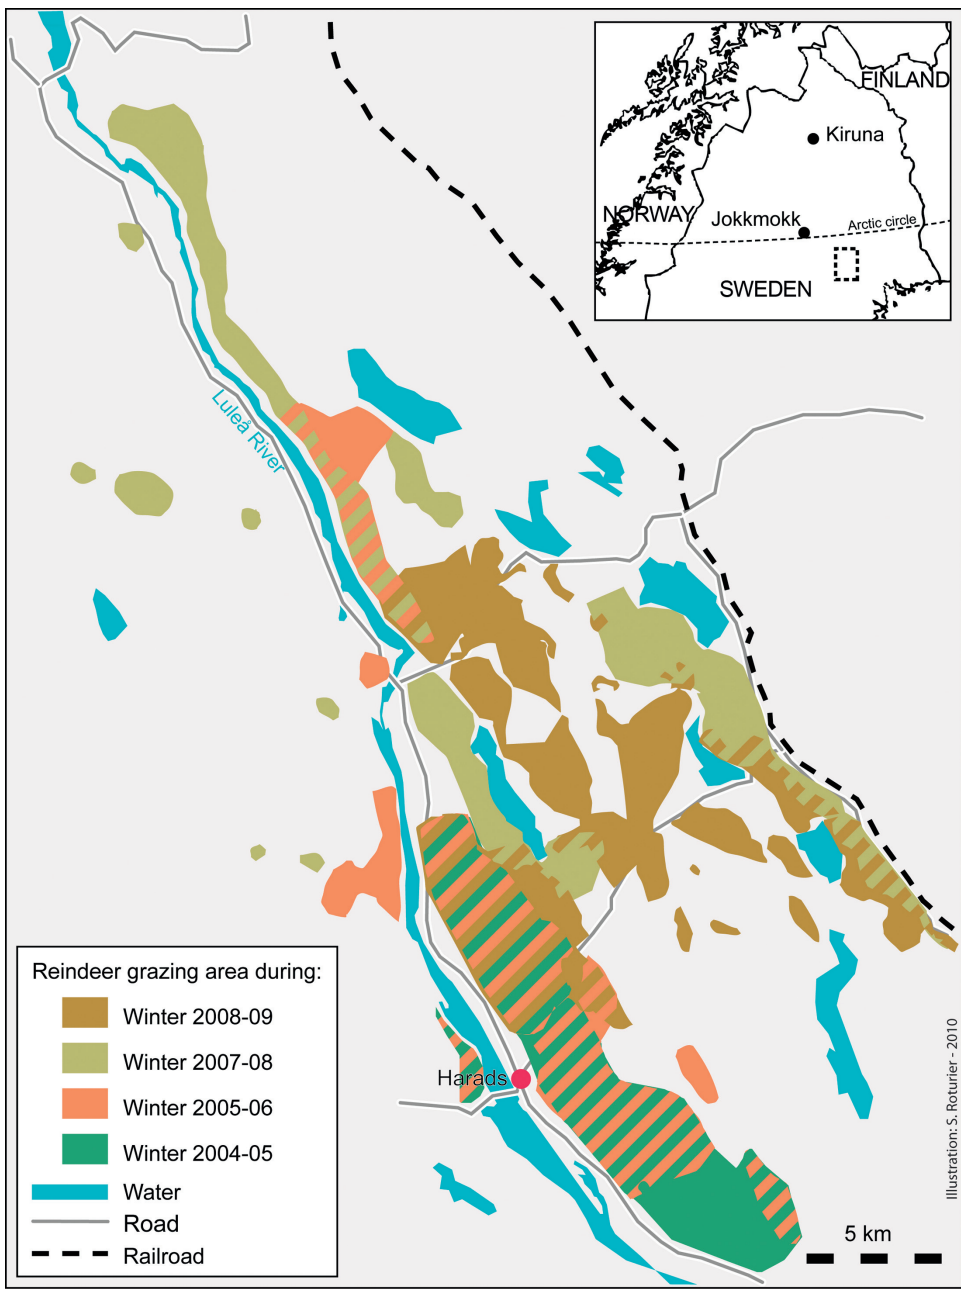 FINLAND
Kiruna
NORWAY
Jokkmokk
Arctic circle
SWEDEN
Luleå River
Harads
Reindeer grazing area during:
Winter 2008-09
Winter 2007-08
Winter 2005-06
Winter 2004-05
Water
Road
Railroad
5 km
Illustration: S. Roturier - 2010